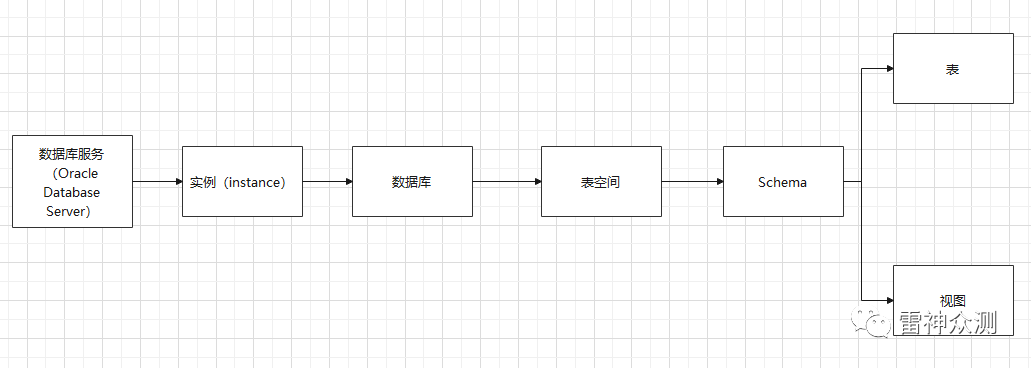 数据库服务
（Oracle
Database
Server）
实例（instance）
数据库
表空间
Schema
表
视图
雷神众测